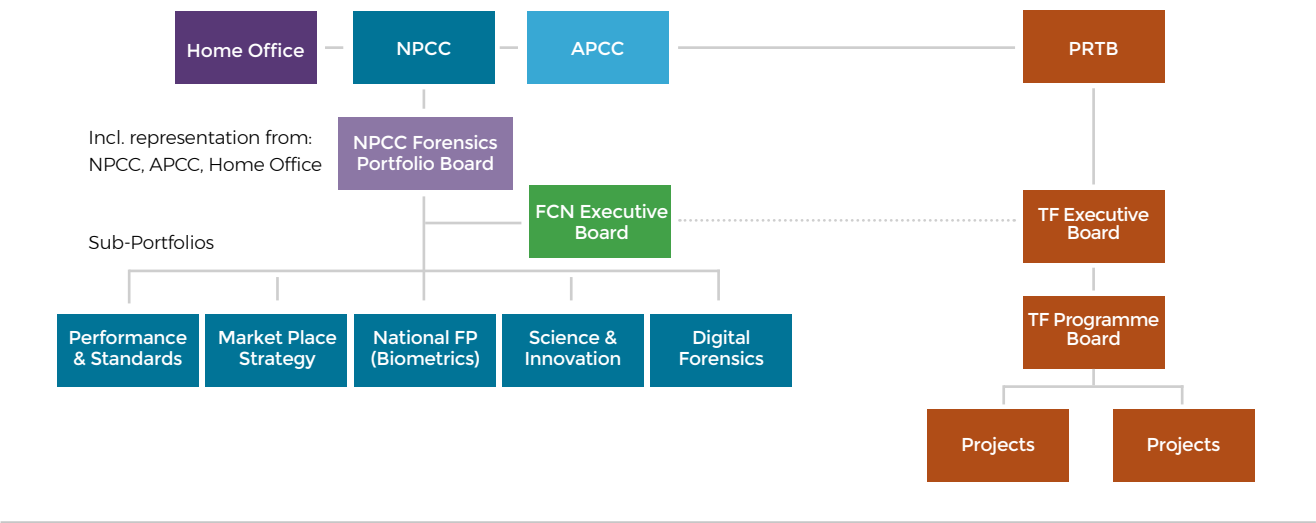 Home Office
NPCC
APCC
PRTB
Incl. representation from:
NPCC, APCC, Home Office
NPCC Forensics
Portfolio Board
FCN Executive
Board
TF Executive
Board
Sub-Portfolios
Performance
& Standards
Market Place
Strategy
National FP
(Biometrics)
Science &
Innovation
Digital
Forensics
TF Programme
Board
Projects
Projects